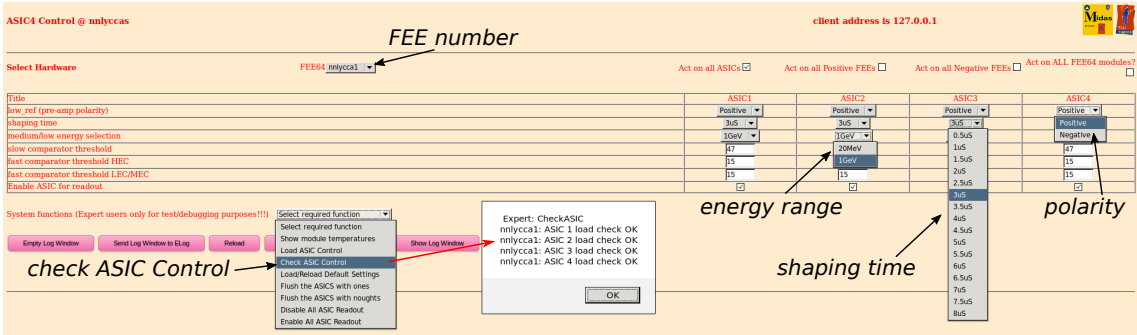 ASIC4 Control @ nnlyccas
client address is 127.0.0.1
Midas
FEE number
Select Hardware
FEE64 nnlycca1
Act on all ASICs
Act on all Positive FEEs
Act on all Negative FEEs
Act on ALL FEE64 modules?
Title ASIC1 ASIC2 ASIC3 ASIC4
low_ref (pre-amp polarity) Positive Positive Positive Positive
shaping time 3uS 3uS 3uS
medium/low energy selection 1GeV 1GeV
slow comparator threshold 47 47
fast comparator threshold HEC 15 15
fast comparator threshold LEC/MEC 15 15 15
Enable ASIC for readout
Positive
Negative
20MeV
1GeV
0.5uS
1uS
1.5uS
2uS
2.5uS
3uS
3.5uS
4uS
4.5uS
5uS
5.5uS
6uS
6.5uS
7uS
7.5uS
8uS
energy range
polarity
shaping time
System functions (Expert users only for test/debugging purposes!!!) Select required function
Select required function
Show module temperatures
Load ASIC Control
Check ASIC Control
Load/Reload Default Settings
Flush the ASICS with ones
Flush the ASICS with noughts
Disable All ASIC Readout
Enable All ASIC Readout
Empty Log Window
Send Log Window to ELog
Reload
Show Log Window
check ASIC Control
Expert: CheckASIC
nnlycca1: ASIC 1 load check OK
nnlycca1: ASIC 2 load check OK
nnlycca1: ASIC 3 load check OK
nnlycca1: ASIC 4 load check OK
OK